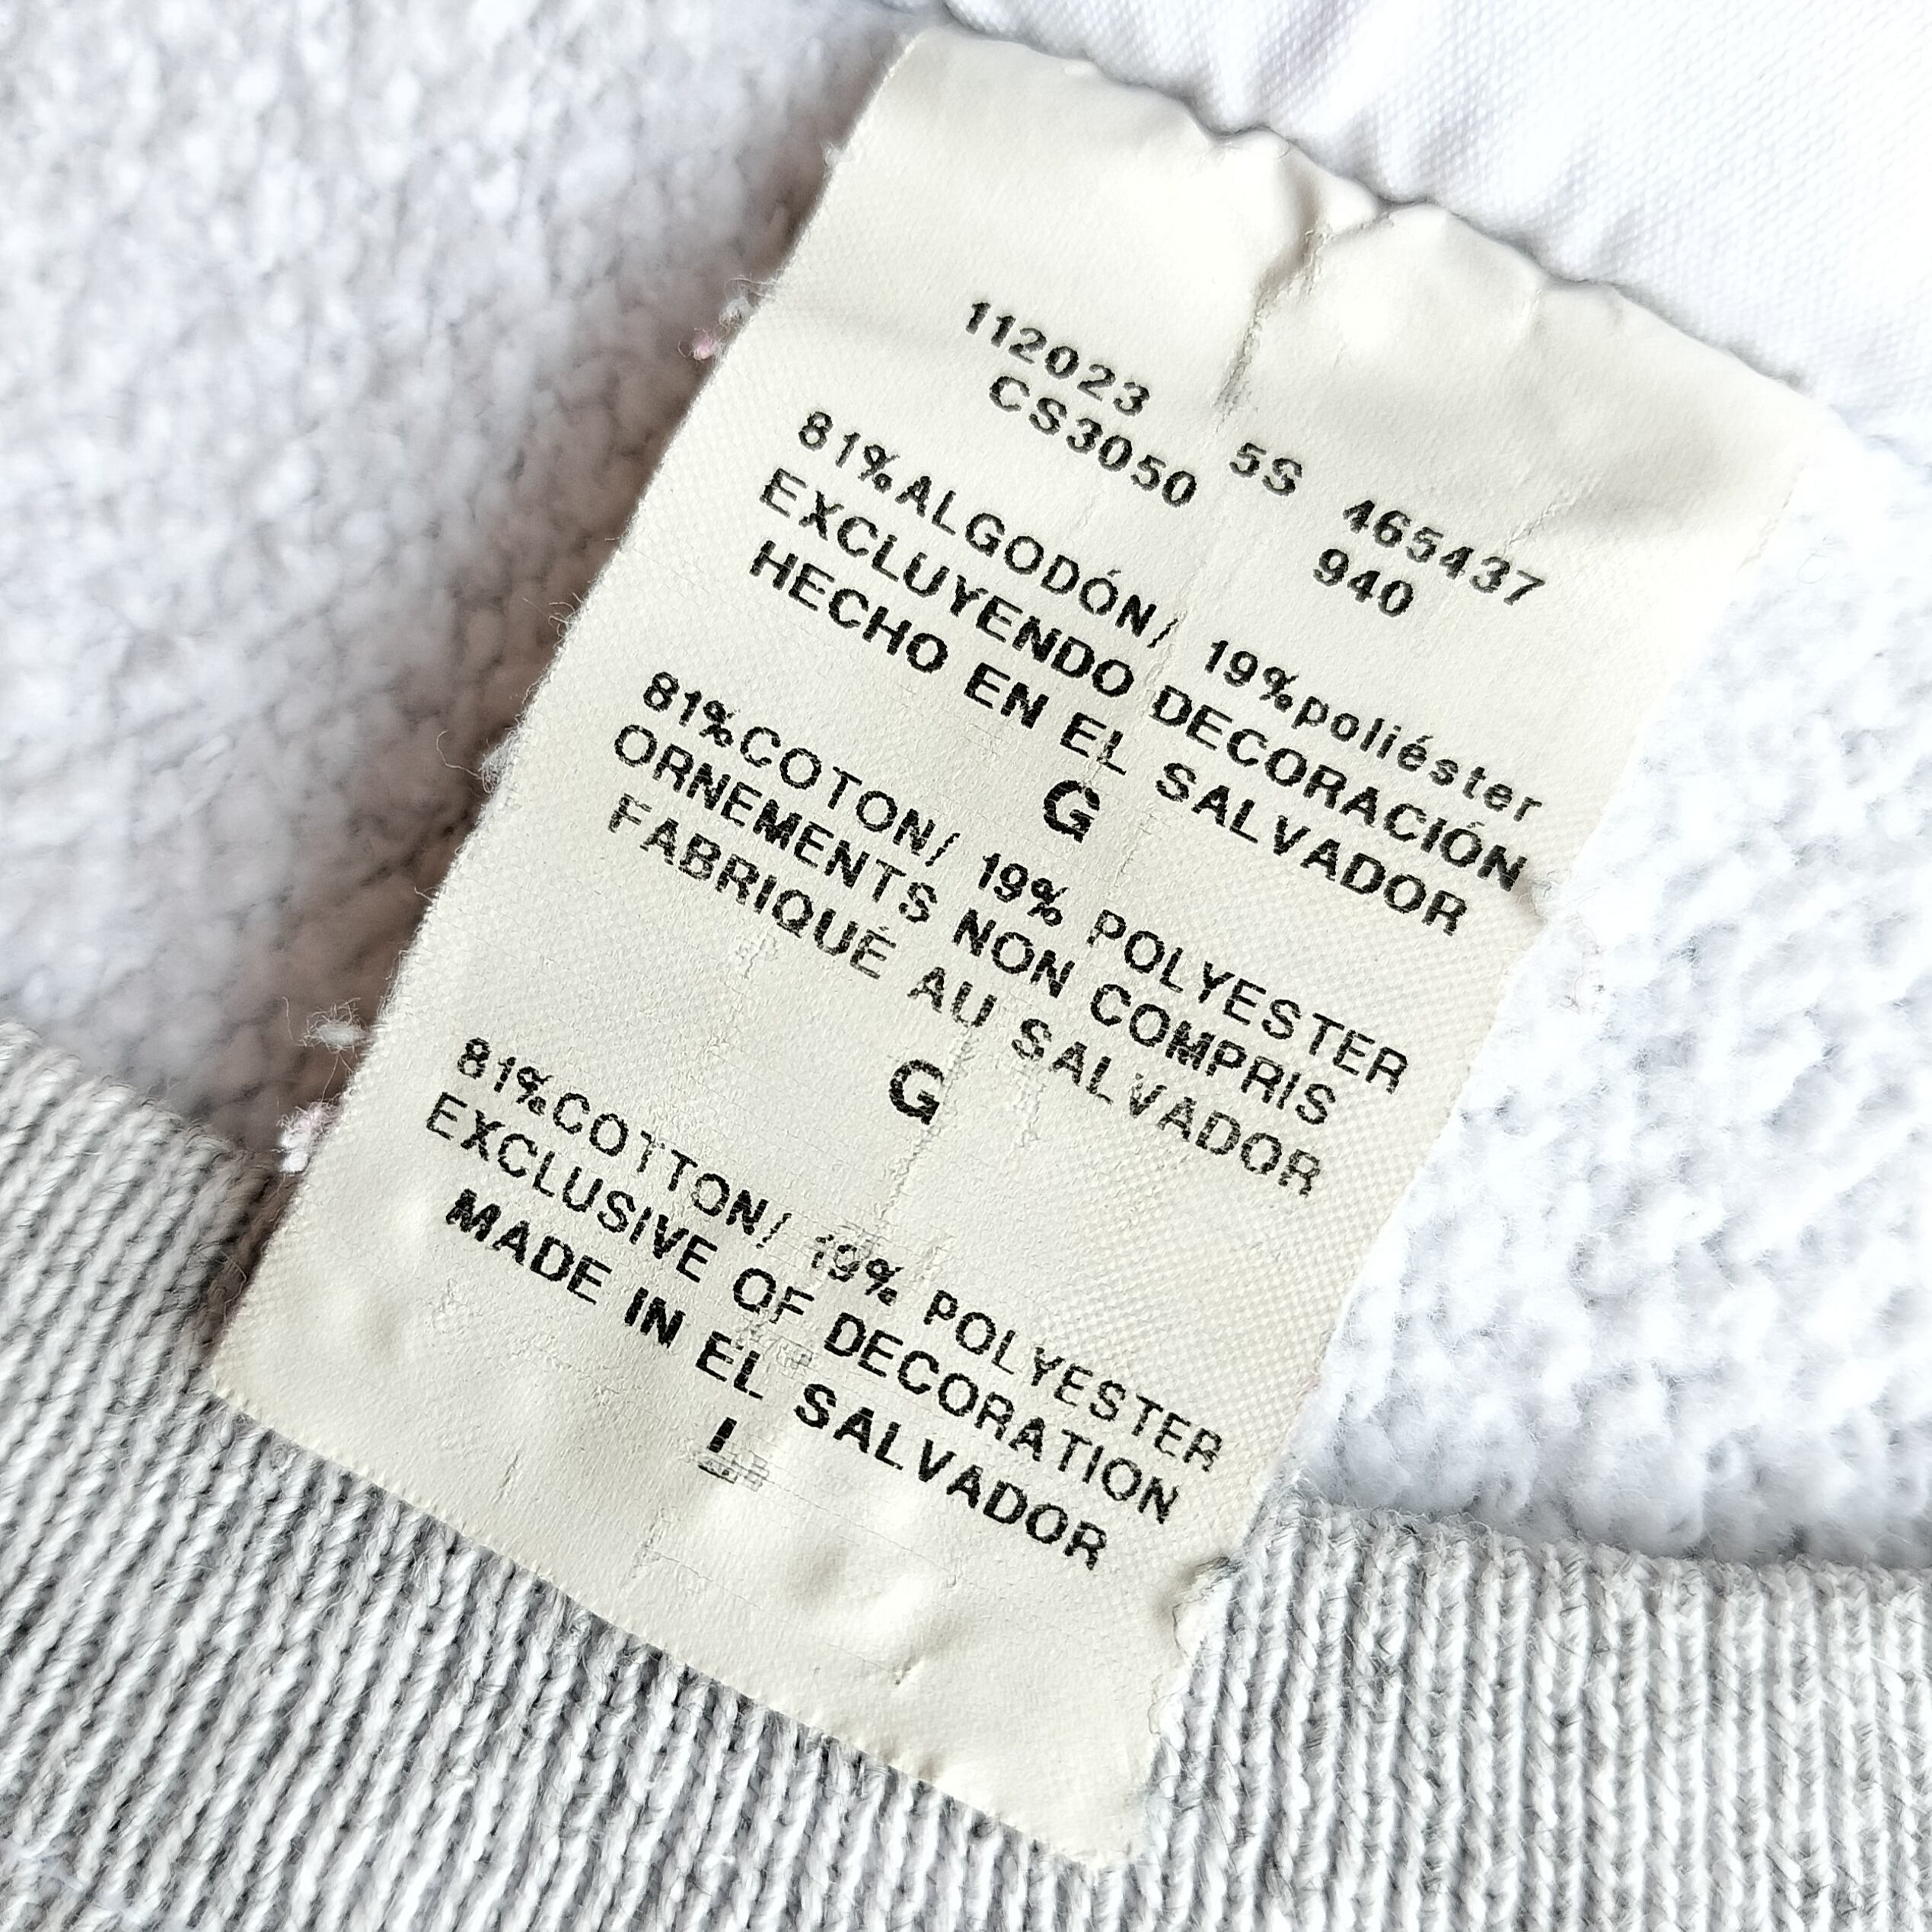 112023 5S 465437
CS3050 940
81%ALGODÓN/ 19%poliéster
EXCLUYENDO DECORACIÓN
HECHO EN EL SALVADOR
G
81%COTON/ 19% POLYESTER
ORNEMENTS NON COMPRIS
FABRIQUÉ AU SALVADOR
G
81%COTTON/ 19% POLYESTER
EXCLUSIVE OF DECORATION
MADE IN EL SALVADOR
L